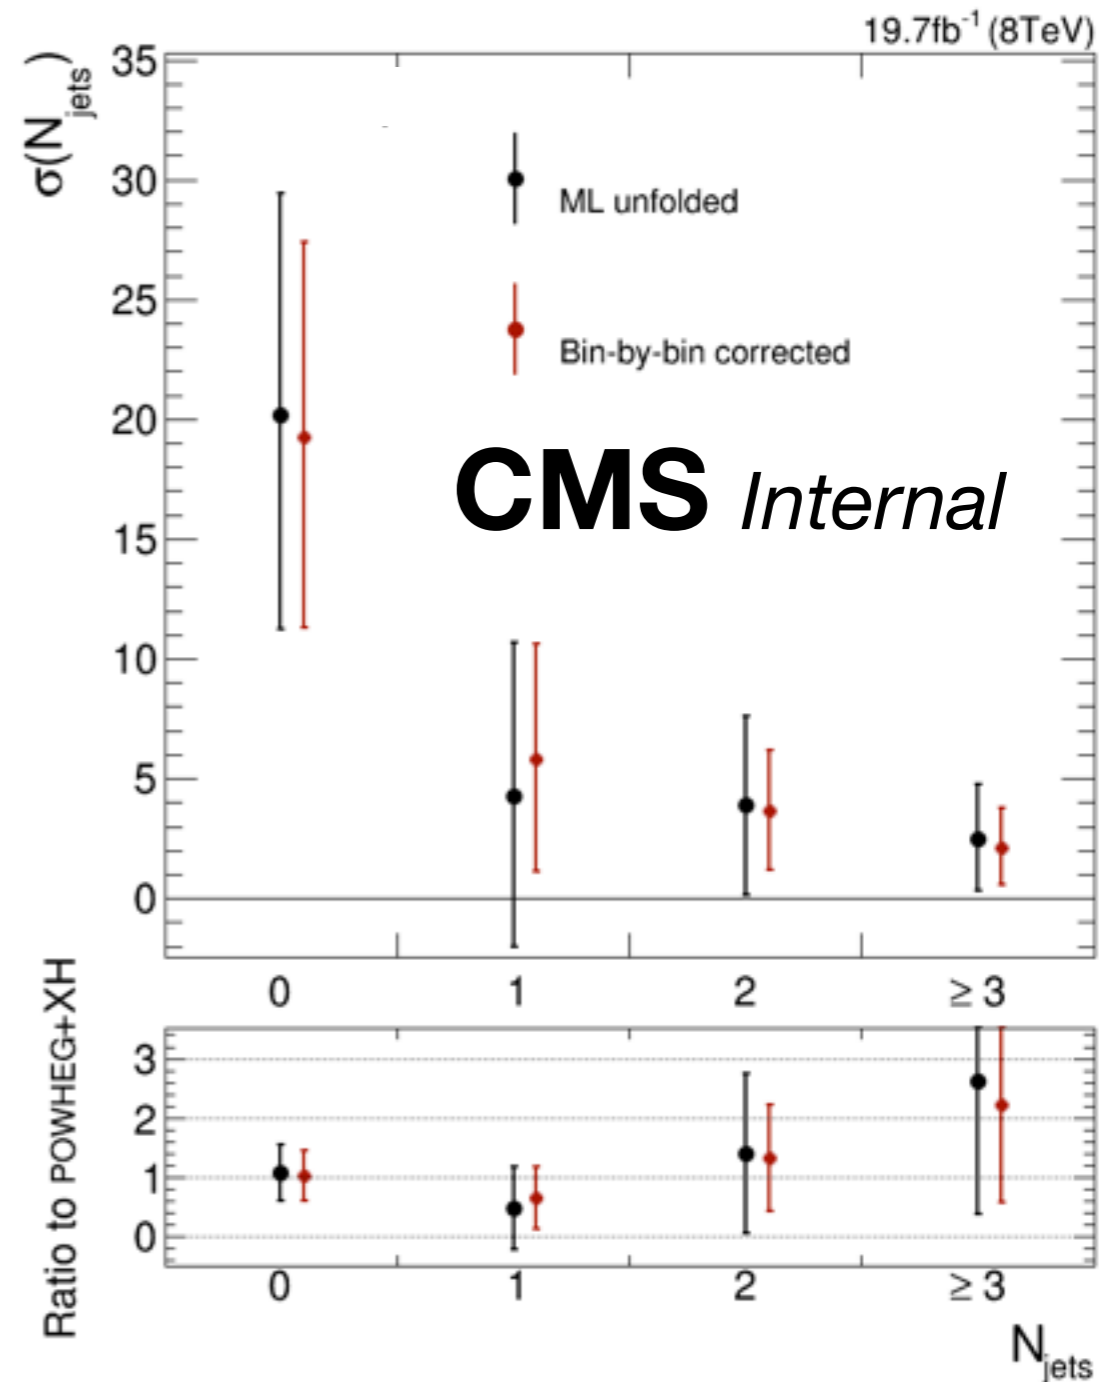 19.7fb⁻¹ (8TeV)
σ(N_jets)
35
30
25
20
15
10
5
0
ML unfolded
Bin-by-bin corrected
CMS Internal
0 1 2 ≥ 3
Ratio to POWHEG+XH
3
2
1
0
0 1 2 ≥ 3
N_jets